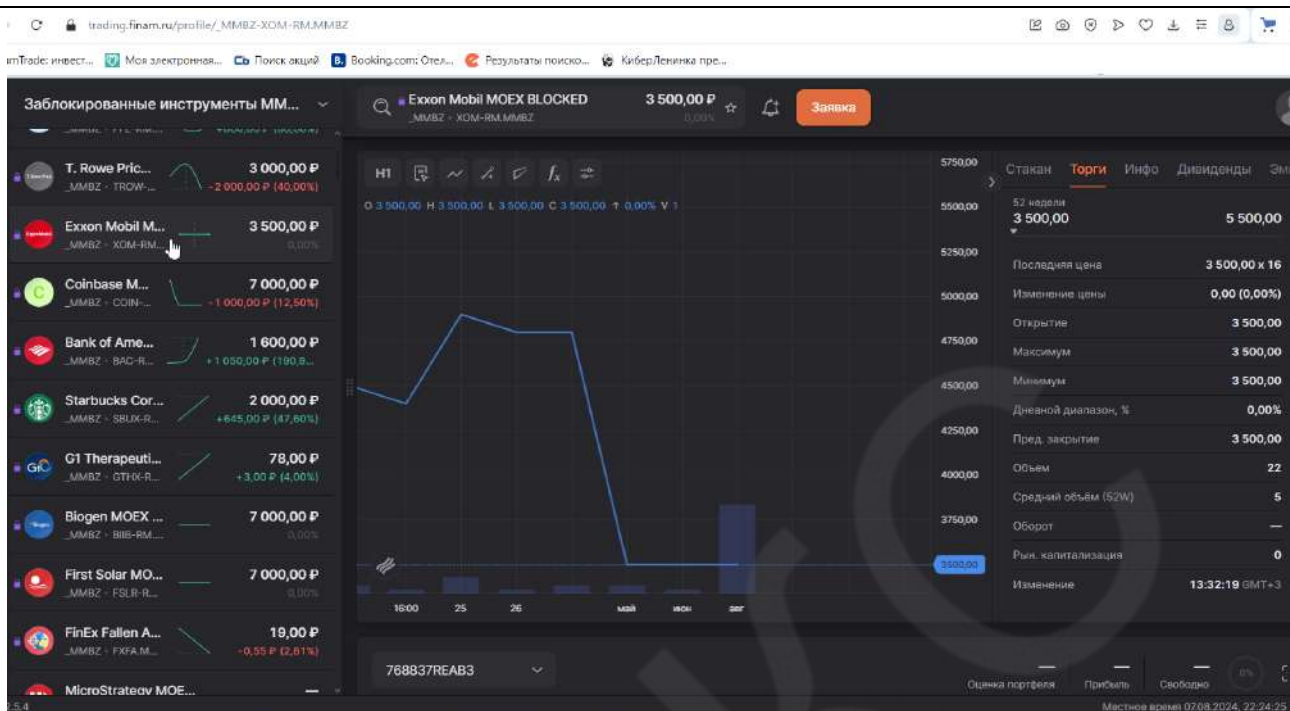 trading.finam.ru/profile/_MMBZ-XOM-RM.MMBZ
mTrade: инвест... Моя электронная... Поиск акций Booking.com: Отел... Результаты поиско... КиберЛенинка пре...
Заблокированные инструменты ММ...
Exxon Mobil MOEX BLOCKED 3 500,00 ₽
_MMBZ · XOM-RM.MMBZ 0,00%
Заявка
T. Rowe Pric... 3 000,00 ₽
_MMBZ · TROW-... -2 000,00 ₽ (40,00%)
Exxon Mobil M... 3 500,00 ₽
_MMBZ · XOM-RM... 0,00%
Coinbase M... 7 000,00 ₽
_MMBZ · COIN-... -1 000,00 ₽ (12,50%)
Bank of Ame... 1 600,00 ₽
_MMBZ · BAC-R... +1 050,00 ₽ (190,9...
Starbucks Cor... 2 000,00 ₽
_MMBZ · SBUX-R... +645,00 ₽ (47,60%)
G1 Therapeuti... 78,00 ₽
_MMBZ · GTHX-R... +3,00 ₽ (4,00%)
Biogen MOEX ... 7 000,00 ₽
_MMBZ · BIIB-RM.... 0,00%
First Solar MO... 7 000,00 ₽
_MMBZ · FSLR-R... 0,00%
FinEx Fallen A... 19,00 ₽
_MMBZ · FXFA.M... -0,55 ₽ (2,81%)
MicroStrategy MOE... —
2.5.4
H1
O 3 500,00 H 3 500,00 L 3 500,00 C 3 500,00 ↑ 0,00% V 1
5750,00
5500,00
5250,00
5000,00
4750,00
4500,00
4250,00
4000,00
3750,00
3500,00
16:00 25 26 май июн авг
Стакан Торги Инфо Дивиденды Эм
52 недели
3 500,00 5 500,00
Последняя цена 3 500,00 x 16
Изменение цены 0,00 (0,00%)
Открытие 3 500,00
Максимум 3 500,00
Минимум 3 500,00
Дневной диапазон, % 0,00%
Пред. закрытие 3 500,00
Объем 22
Средний объём (52W) 5
Оборот —
Рын. капитализация 0
Изменение 13:32:19 GMT+3
768837REAB3
— — — 0%
Оценка портфеля Прибыль Свободно
Местное время 07.08.2024, 22:24:25